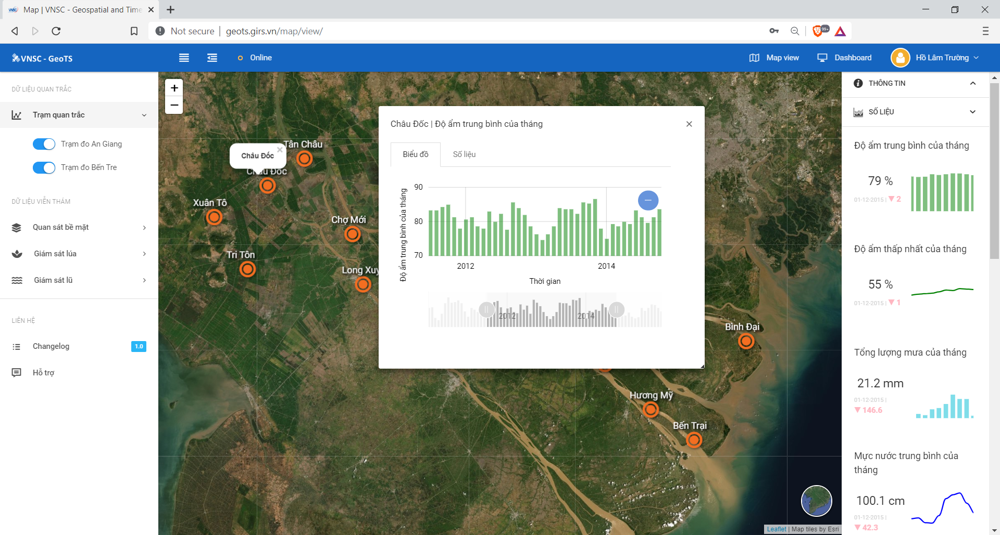 Map | VNSC - Geospatial and Time
Not secure | geots.girs.vn/map/view/
99+
VNSC - GeoTS
Online
Map view
Dashboard
Hồ Lâm Trường
DỮ LIỆU QUAN TRẮC
Trạm quan trắc
Trạm đo An Giang
Trạm đo Bến Tre
DỮ LIỆU VIỄN THÁM
Quan sát bề mặt
Giám sát lúa
Giám sát lũ
LIÊN HỆ
Changelog
1.0
Hỗ trợ
+
−
Tân Châu
Châu Đốc
Châu Đốc
Xuân Tô
Chợ Mới
Tri Tôn
Long Xuy
Bình Đại
Hương Mỹ
Bến Trại
Châu Đốc | Độ ẩm trung bình của tháng
Biểu đồ
Số liệu
Độ ẩm trung bình của tháng
90
80
70
2012
2014
Thời gian
2012
2014
Leaflet | Map tiles by Esri
THÔNG TIN
SỐ LIỆU
Độ ẩm trung bình của tháng
79 %
01-12-2015 | ▼ 2
Độ ẩm thấp nhất của tháng
55 %
01-12-2015 | ▼ 1
Tổng lượng mưa của tháng
21.2 mm
01-12-2015 |
▼ 146.6
Mực nước trung bình của
tháng
100.1 cm
01-12-2015 |
▼ 42.3